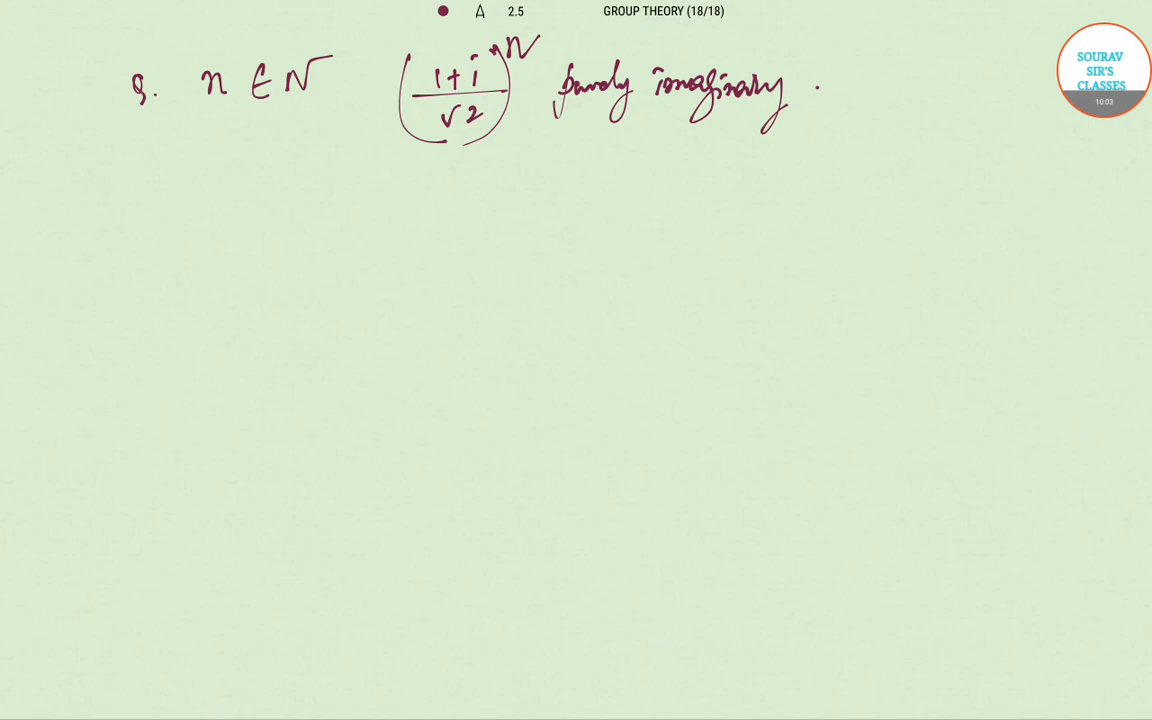 2.5 GROUP THEORY (18/18)
SOURAV
SIR'S
CLASSES
10:03
Q. n ∈ N (1+i/√2)^n purely imaginary.